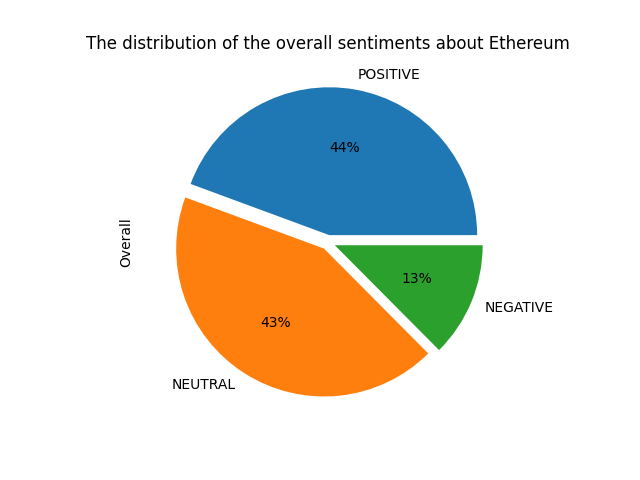 The distribution of the overall sentiments about Ethereum
POSITIVE
44%
Overall
13%
NEGATIVE
43%
NEUTRAL